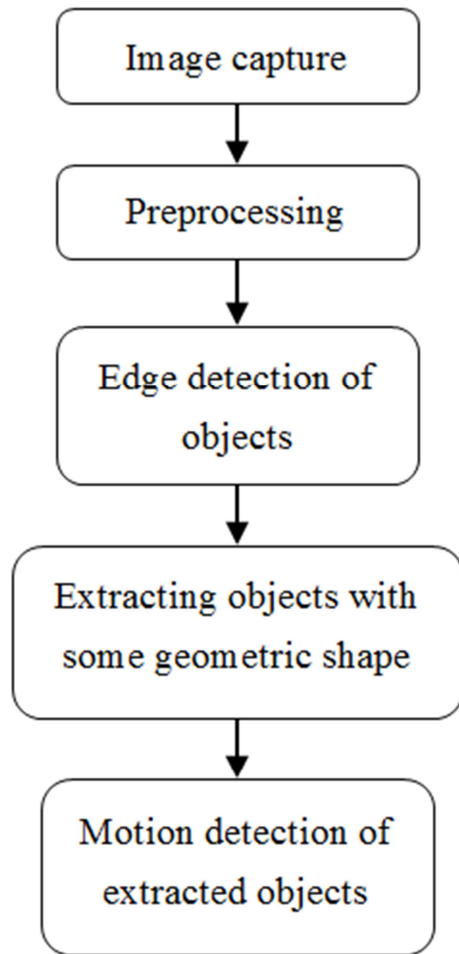 Image capture
Preprocessing
Edge detection of
objects
Extracting objects with
some geometric shape
Motion detection of
extracted objects